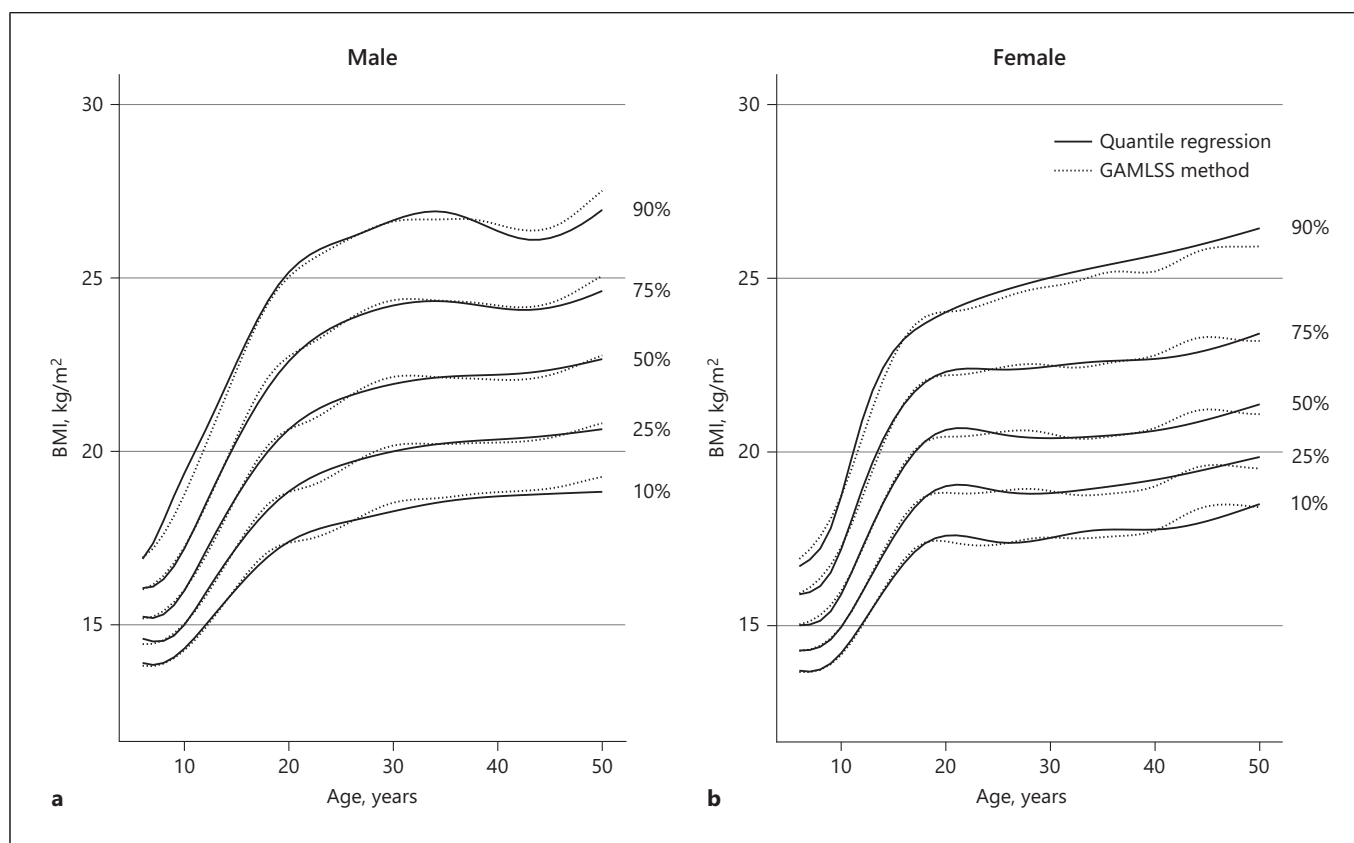 Male
30
25
20
15
BMI, kg/m²
90%
75%
50%
25%
10%
10 20 30 40 50
Age, years
a
Female
Quantile regression
GAMLSS method
30
25
20
15
BMI, kg/m²
90%
75%
50%
25%
10%
10 20 30 40 50
Age, years
b